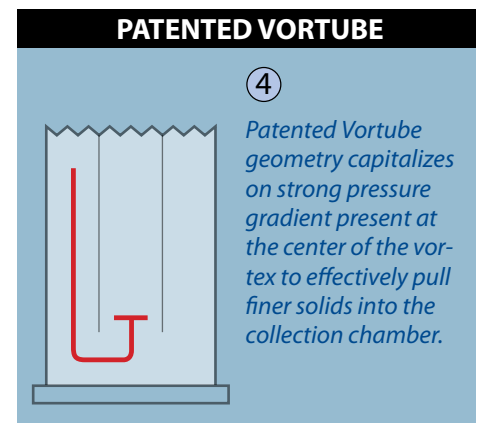 PATENTED VORTUBE
4
Patented Vortube
geometry capitalizes
on strong pressure
gradient present at
the center of the vor-
tex to effectively pull
finer solids into the
collection chamber.